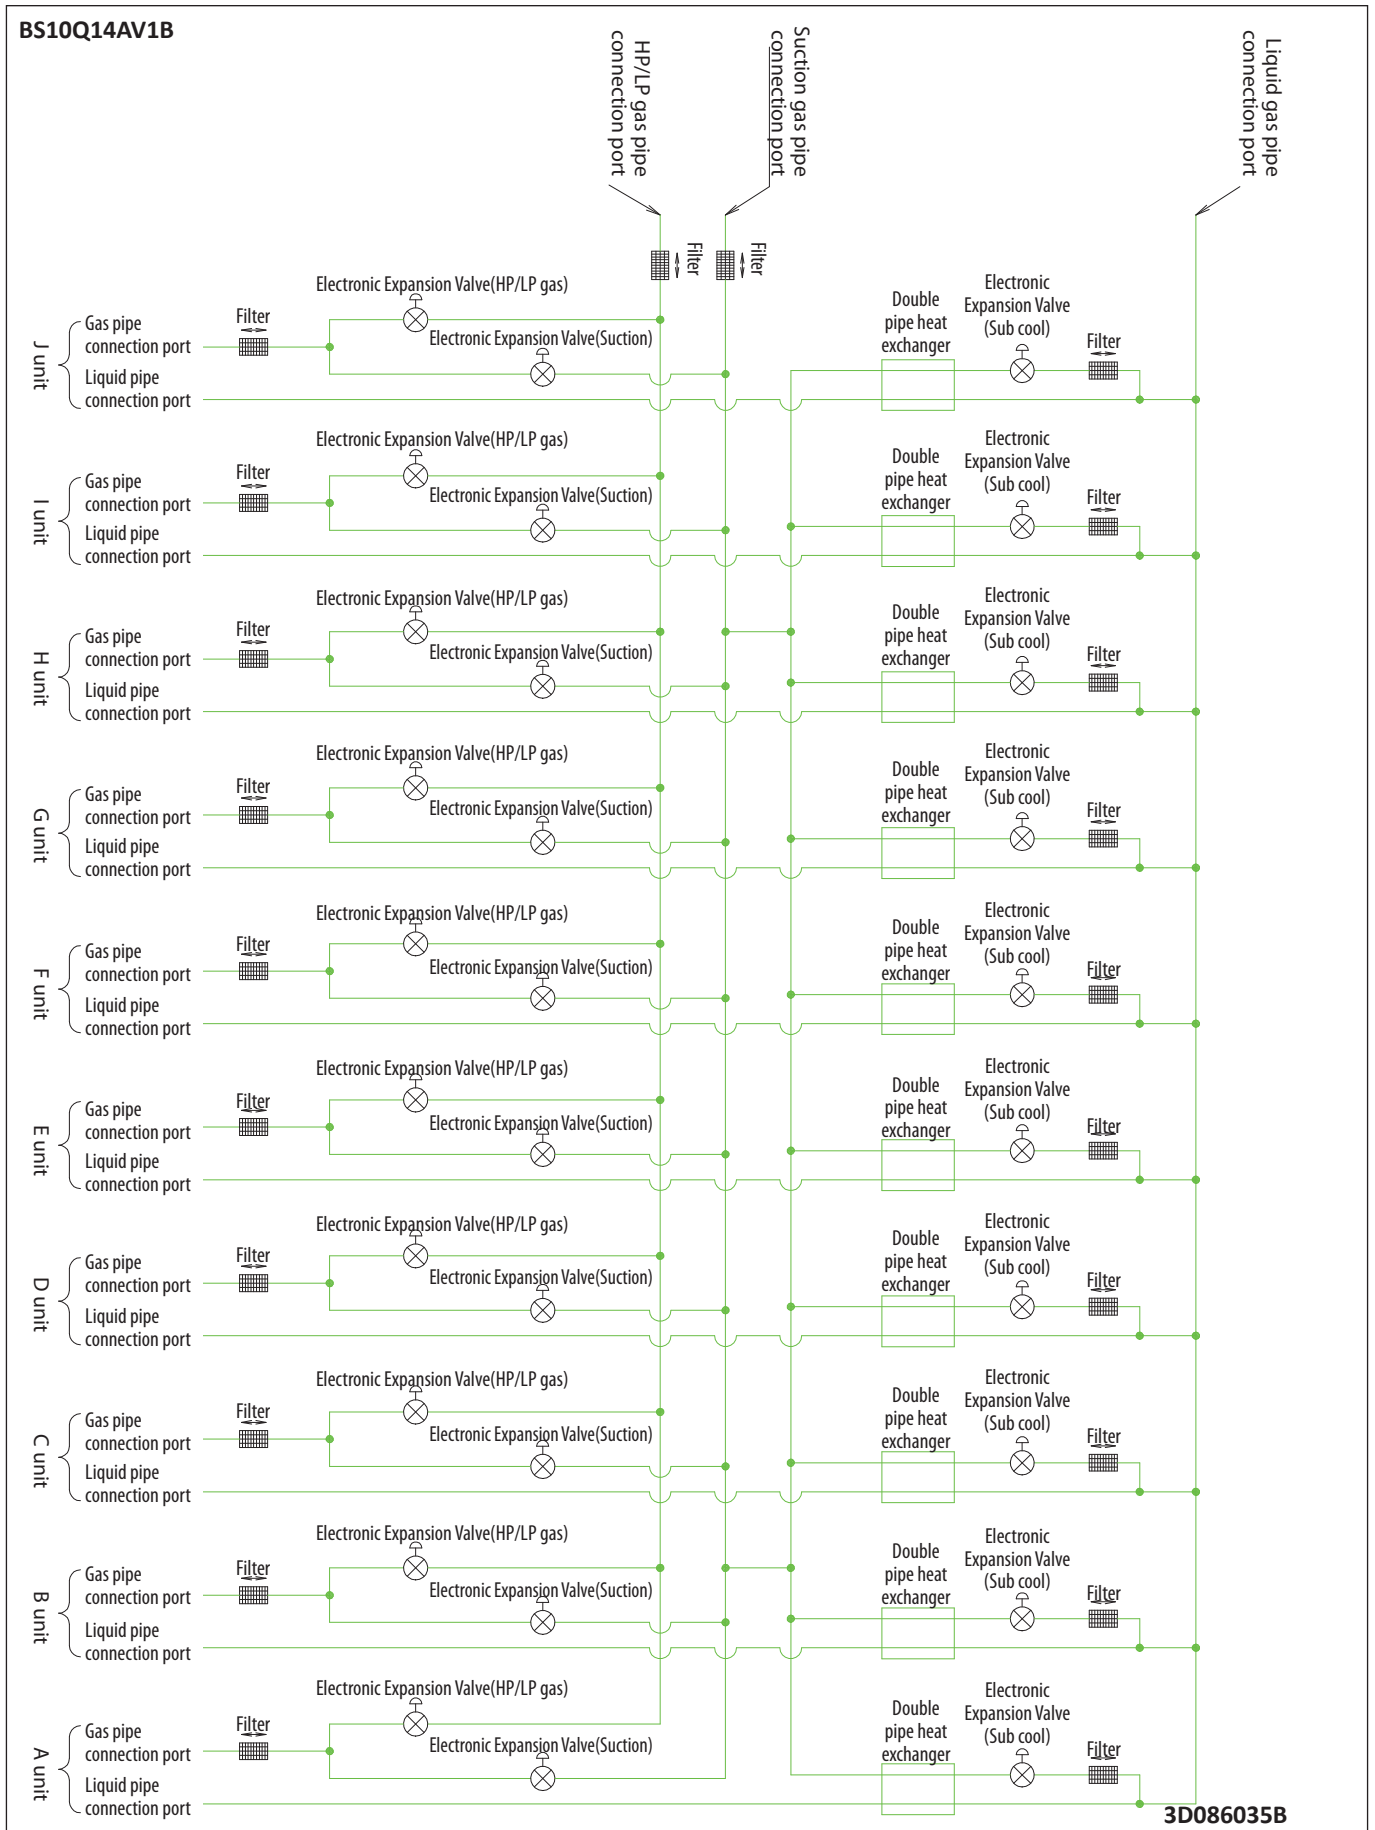 BS10Q14AV1B
HP/LP gas pipe
connection port
Suction gas pipe
connection port
Liquid gas pipe
connection port
Filter
Filter
J unit
Gas pipe
connection port
Liquid pipe
connection port
Filter
Electronic Expansion Valve(HP/LP gas)
Electronic Expansion Valve(Suction)
Double
pipe heat
exchanger
Electronic
Expansion Valve
(Sub cool)
Filter
I unit
Gas pipe
connection port
Liquid pipe
connection port
Filter
Electronic Expansion Valve(HP/LP gas)
Electronic Expansion Valve(Suction)
Double
pipe heat
exchanger
Electronic
Expansion Valve
(Sub cool)
Filter
H unit
Gas pipe
connection port
Liquid pipe
connection port
Filter
Electronic Expansion Valve(HP/LP gas)
Electronic Expansion Valve(Suction)
Double
pipe heat
exchanger
Electronic
Expansion Valve
(Sub cool)
Filter
G unit
Gas pipe
connection port
Liquid pipe
connection port
Filter
Electronic Expansion Valve(HP/LP gas)
Electronic Expansion Valve(Suction)
Double
pipe heat
exchanger
Electronic
Expansion Valve
(Sub cool)
Filter
F unit
Gas pipe
connection port
Liquid pipe
connection port
Filter
Electronic Expansion Valve(HP/LP gas)
Electronic Expansion Valve(Suction)
Double
pipe heat
exchanger
Electronic
Expansion Valve
(Sub cool)
Filter
E unit
Gas pipe
connection port
Liquid pipe
connection port
Filter
Electronic Expansion Valve(HP/LP gas)
Electronic Expansion Valve(Suction)
Double
pipe heat
exchanger
Electronic
Expansion Valve
(Sub cool)
Filter
D unit
Gas pipe
connection port
Liquid pipe
connection port
Filter
Electronic Expansion Valve(HP/LP gas)
Electronic Expansion Valve(Suction)
Double
pipe heat
exchanger
Electronic
Expansion Valve
(Sub cool)
Filter
C unit
Gas pipe
connection port
Liquid pipe
connection port
Filter
Electronic Expansion Valve(HP/LP gas)
Electronic Expansion Valve(Suction)
Double
pipe heat
exchanger
Electronic
Expansion Valve
(Sub cool)
Filter
B unit
Gas pipe
connection port
Liquid pipe
connection port
Filter
Electronic Expansion Valve(HP/LP gas)
Electronic Expansion Valve(Suction)
Double
pipe heat
exchanger
Electronic
Expansion Valve
(Sub cool)
Filter
A unit
Gas pipe
connection port
Liquid pipe
connection port
Filter
Electronic Expansion Valve(HP/LP gas)
Electronic Expansion Valve(Suction)
Double
pipe heat
exchanger
Electronic
Expansion Valve
(Sub cool)
Filter
3D086035B